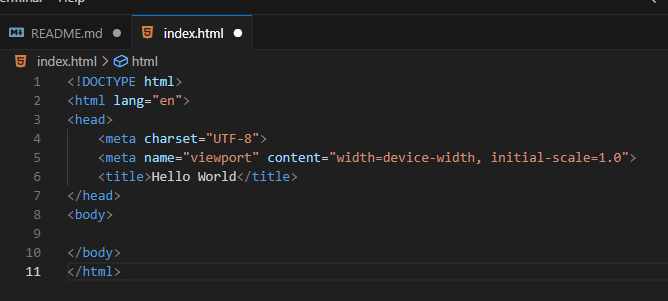 Terminal Help
README.md
index.html
index.html > html
1 <!DOCTYPE html>
2 <html lang="en">
3 <head>
4 <meta charset="UTF-8">
5 <meta name="viewport" content="width=device-width, initial-scale=1.0">
6 <title>Hello World</title>
7 </head>
8 <body>
9
10 </body>
11 </html>